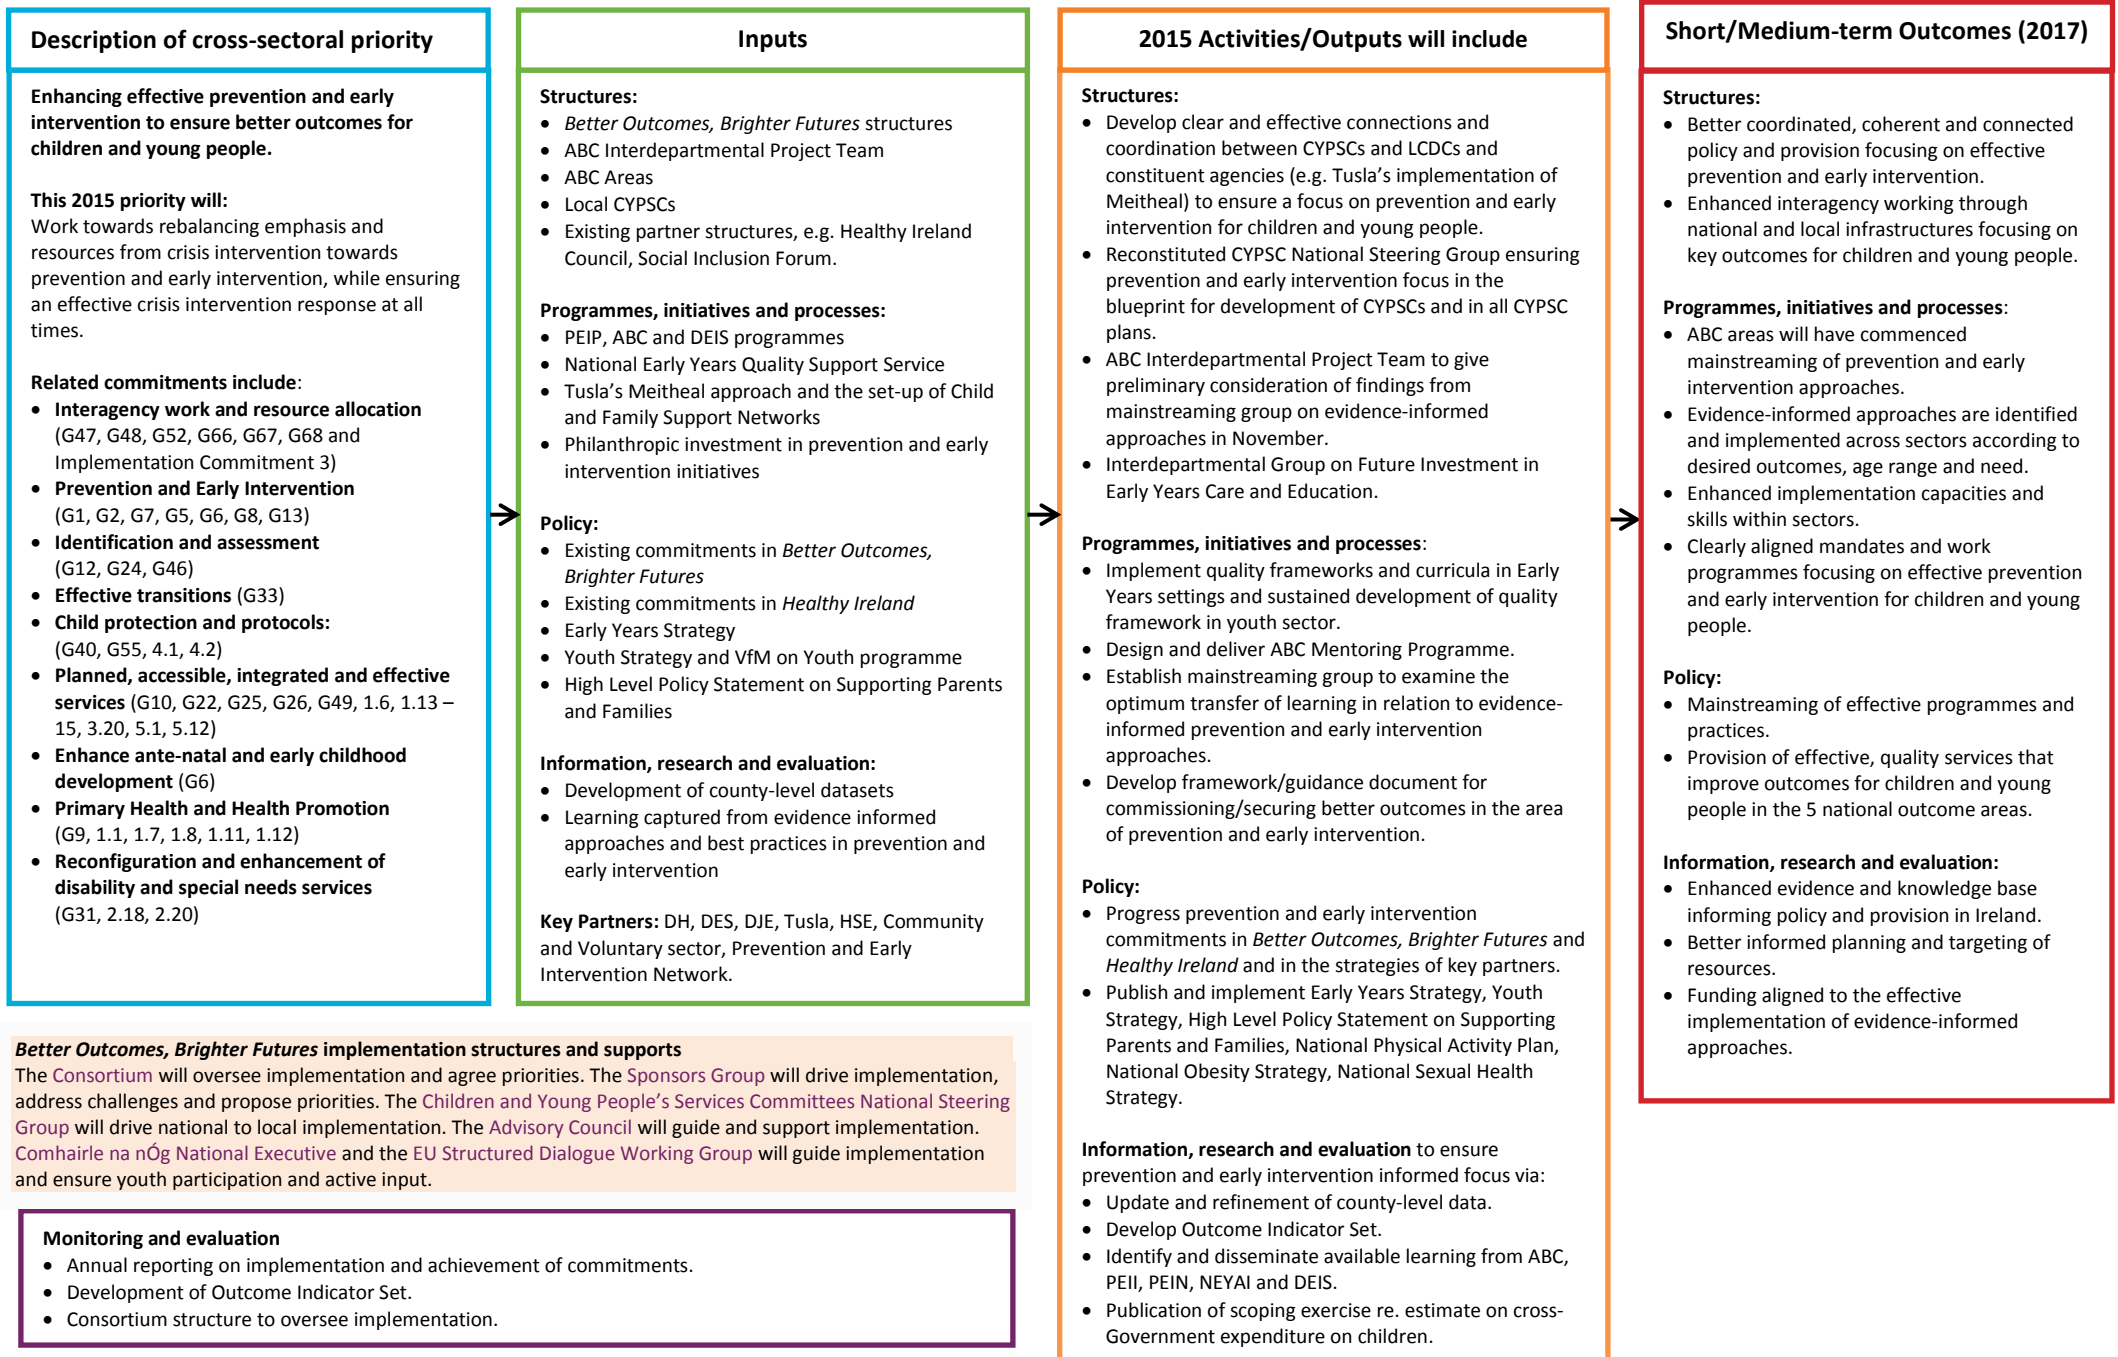 Description of cross-sectoral priority
Enhancing effective prevention and early
intervention to ensure better outcomes for
children and young people.
This 2015 priority will:
Work towards rebalancing emphasis and
resources from crisis intervention towards
prevention and early intervention, while ensuring
an effective crisis intervention response at all
times.
Related commitments include:
• Interagency work and resource allocation
(G47, G48, G52, G66, G67, G68 and
Implementation Commitment 3)
• Prevention and Early Intervention
(G1, G2, G7, G5, G6, G8, G13)
• Identification and assessment
(G12, G24, G46)
• Effective transitions (G33)
• Child protection and protocols:
(G40, G55, 4.1, 4.2)
• Planned, accessible, integrated and effective
services (G10, G22, G25, G26, G49, 1.6, 1.13 –
15, 3.20, 5.1, 5.12)
• Enhance ante-natal and early childhood
development (G6)
• Primary Health and Health Promotion
(G9, 1.1, 1.7, 1.8, 1.11, 1.12)
• Reconfiguration and enhancement of
disability and special needs services
(G31, 2.18, 2.20)
Inputs
Structures:
• Better Outcomes, Brighter Futures structures
• ABC Interdepartmental Project Team
• ABC Areas
• Local CYPSCs
• Existing partner structures, e.g. Healthy Ireland
Council, Social Inclusion Forum.
Programmes, initiatives and processes:
• PEIP, ABC and DEIS programmes
• National Early Years Quality Support Service
• Tusla’s Meitheal approach and the set-up of Child
and Family Support Networks
• Philanthropic investment in prevention and early
intervention initiatives
Policy:
• Existing commitments in Better Outcomes,
Brighter Futures
• Existing commitments in Healthy Ireland
• Early Years Strategy
• Youth Strategy and VfM on Youth programme
• High Level Policy Statement on Supporting Parents
and Families
Information, research and evaluation:
• Development of county-level datasets
• Learning captured from evidence informed
approaches and best practices in prevention and
early intervention
Key Partners: DH, DES, DJE, Tusla, HSE, Community
and Voluntary sector, Prevention and Early
Intervention Network.
2015 Activities/Outputs will include
Structures:
• Develop clear and effective connections and
coordination between CYPSCs and LCDCs and
constituent agencies (e.g. Tusla’s implementation of
Meitheal) to ensure a focus on prevention and early
intervention for children and young people.
• Reconstituted CYPSC National Steering Group ensuring
prevention and early intervention focus in the
blueprint for development of CYPSCs and in all CYPSC
plans.
• ABC Interdepartmental Project Team to give
preliminary consideration of findings from
mainstreaming group on evidence-informed
approaches in November.
• Interdepartmental Group on Future Investment in
Early Years Care and Education.
Programmes, initiatives and processes:
• Implement quality frameworks and curricula in Early
Years settings and sustained development of quality
framework in youth sector.
• Design and deliver ABC Mentoring Programme.
• Establish mainstreaming group to examine the
optimum transfer of learning in relation to evidence-
informed prevention and early intervention
approaches.
• Develop framework/guidance document for
commissioning/securing better outcomes in the area
of prevention and early intervention.
Policy:
• Progress prevention and early intervention
commitments in Better Outcomes, Brighter Futures and
Healthy Ireland and in the strategies of key partners.
• Publish and implement Early Years Strategy, Youth
Strategy, High Level Policy Statement on Supporting
Parents and Families, National Physical Activity Plan,
National Obesity Strategy, National Sexual Health
Strategy.
Information, research and evaluation to ensure
prevention and early intervention informed focus via:
• Update and refinement of county-level data.
• Develop Outcome Indicator Set.
• Identify and disseminate available learning from ABC,
PEII, PEIN, NEYAI and DEIS.
• Publication of scoping exercise re. estimate on cross-
Government expenditure on children.
Short/Medium-term Outcomes (2017)
Structures:
• Better coordinated, coherent and connected
policy and provision focusing on effective
prevention and early intervention.
• Enhanced interagency working through
national and local infrastructures focusing on
key outcomes for children and young people.
Programmes, initiatives and processes:
• ABC areas will have commenced
mainstreaming of prevention and early
intervention approaches.
• Evidence-informed approaches are identified
and implemented across sectors according to
desired outcomes, age range and need.
• Enhanced implementation capacities and
skills within sectors.
• Clearly aligned mandates and work
programmes focusing on effective prevention
and early intervention for children and young
people.
Policy:
• Mainstreaming of effective programmes and
practices.
• Provision of effective, quality services that
improve outcomes for children and young
people in the 5 national outcome areas.
Information, research and evaluation:
• Enhanced evidence and knowledge base
informing policy and provision in Ireland.
• Better informed planning and targeting of
resources.
• Funding aligned to the effective
implementation of evidence-informed
approaches.
Better Outcomes, Brighter Futures implementation structures and supports
The Consortium will oversee implementation and agree priorities. The Sponsors Group will drive implementation,
address challenges and propose priorities. The Children and Young People’s Services Committees National Steering
Group will drive national to local implementation. The Advisory Council will guide and support implementation.
Comhairle na nÓg National Executive and the EU Structured Dialogue Working Group will guide implementation
and ensure youth participation and active input.
Monitoring and evaluation
• Annual reporting on implementation and achievement of commitments.
• Development of Outcome Indicator Set.
• Consortium structure to oversee implementation.